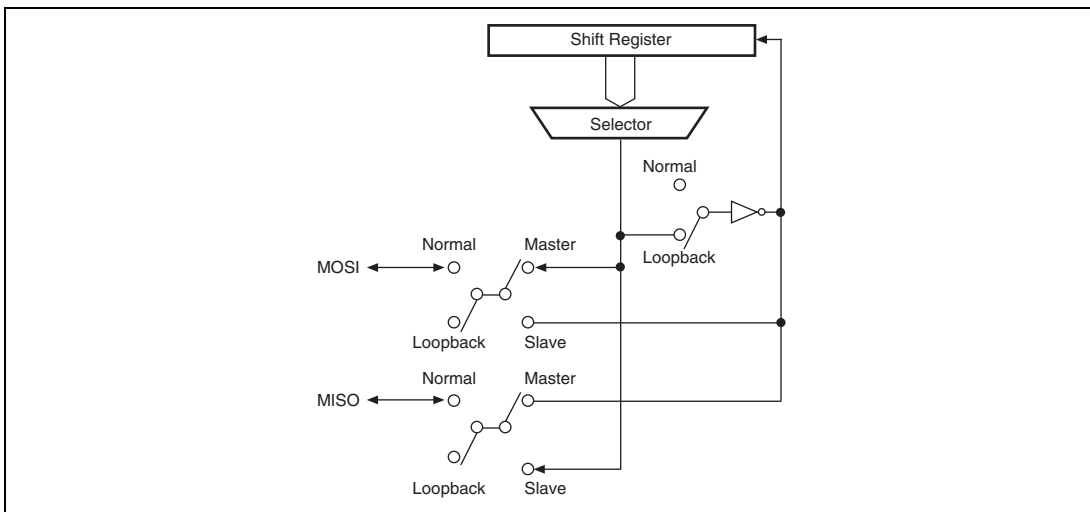 Shift Register
Selector
Normal
Loopback
Normal Master
MOSI
Loopback Slave
Normal Master
MISO
Loopback Slave